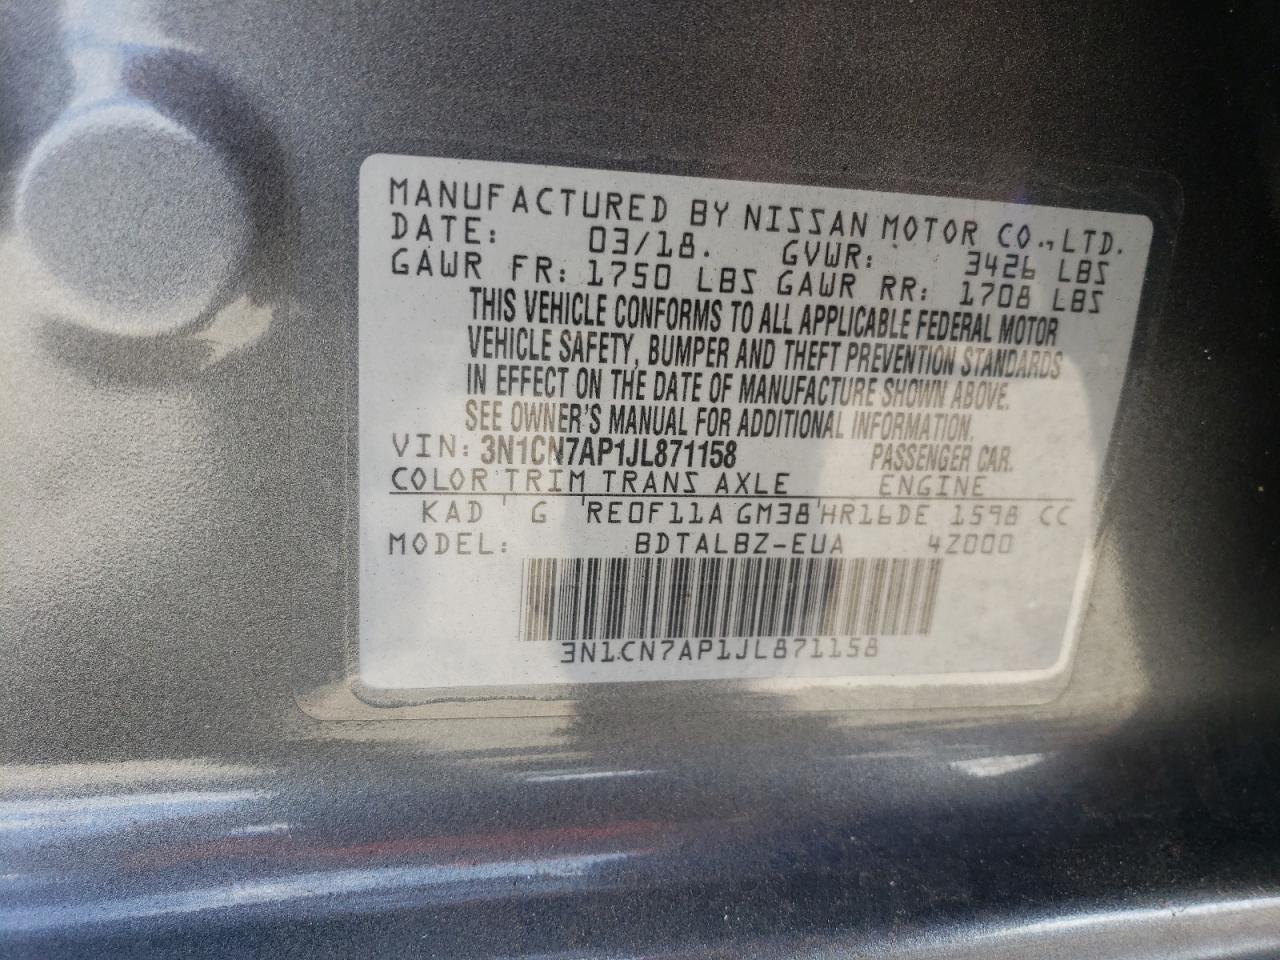 MANUFACTURED BY NISSAN MOTOR CO., LTD.
DATE: 03/18. GVWR: 3426 LBS
GAWR FR: 1750 LBS GAWR RR: 1708 LBS
THIS VEHICLE CONFORMS TO ALL APPLICABLE FEDERAL MOTOR
VEHICLE SAFETY, BUMPER AND THEFT PREVENTION STANDARDS
IN EFFECT ON THE DATE OF MANUFACTURE SHOWN ABOVE.
SEE OWNER'S MANUAL FOR ADDITIONAL INFORMATION.
VIN: 3N1CN7AP1JL871158 PASSENGER CAR.
COLOR TRIM TRANS AXLE ENGINE
KAD G RE0F11A GM38 HR16DE 1598 CC
MODEL: BDTALBZ-EUA 4Z000
3N1CN7AP1JL871158